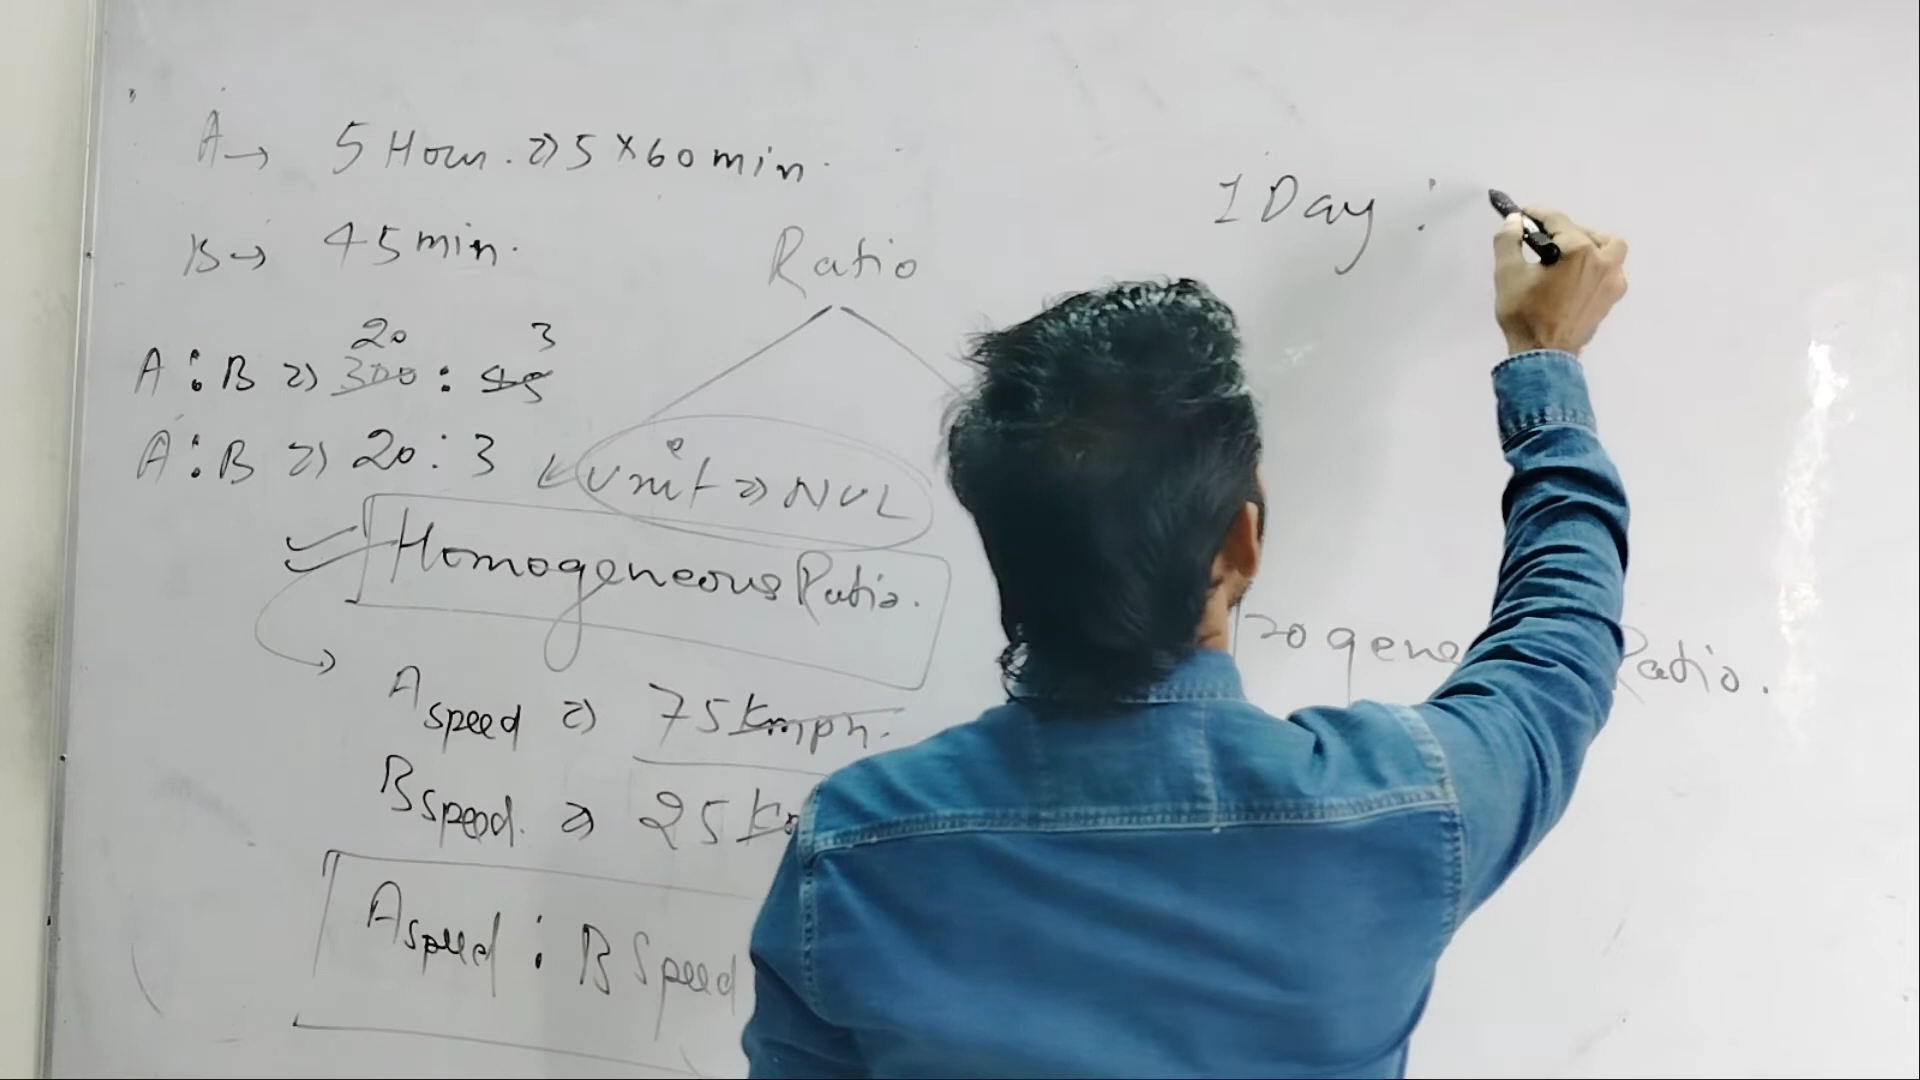 A → 5 Hour. ⇒ 5 × 60 min.
B → 45 min.
20 3
A : B ⇒ 300 : 45
A : B ⇒ 20 : 3
Homogeneous Ratio.
A speed ⇒ 75 Kmph.
B speed. ⇒ 25 K
A speed : B Speed
Ratio
Unit ⇒ NUL
1 Day :
Ratio.